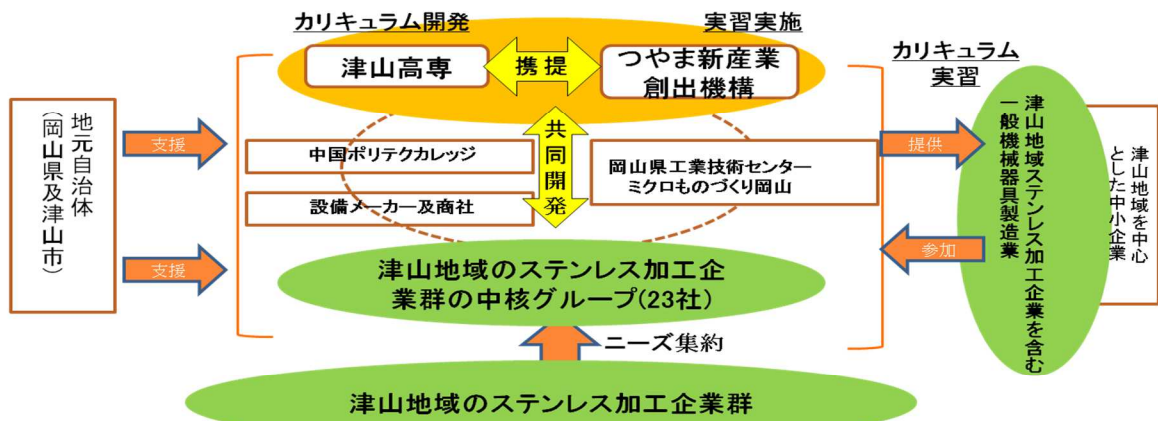 カリキュラム開発
実習実施
津山高専
携提
つやま新産業
創出機構
カリキュラム
実習
地元自治体
(岡山県及津山市)
支援
支援
中国ポリテクカレッジ
設備メーカー及商社
共同開発
岡山県工業技術センター
ミクロものづくり岡山
提供
参加
津山地域ステンレス加工企業を含む
一般機械器具製造業
津山地域を中心
とした中小企業
津山地域のステンレス加工企
業群の中核グループ(23社)
ニーズ集約
津山地域のステンレス加工企業群